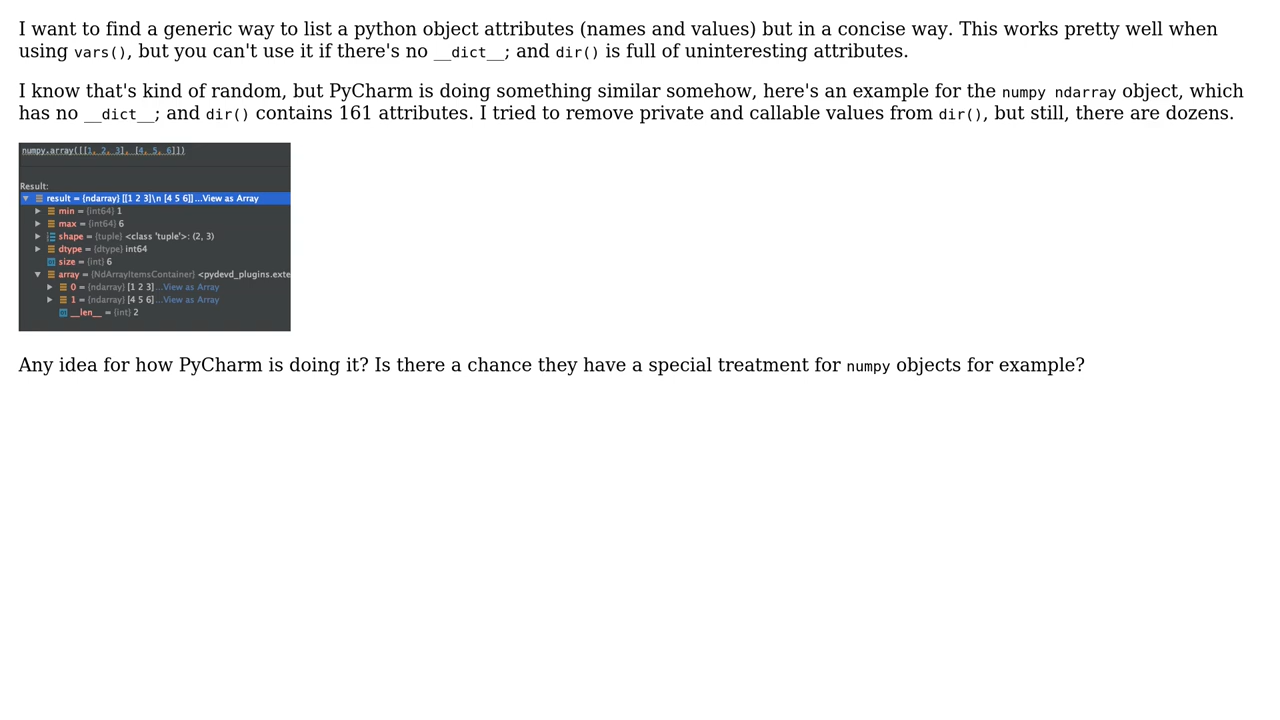 I want to find a generic way to list a python object attributes (names and values) but in a concise way. This works pretty well when
using vars(), but you can't use it if there's no __dict__; and dir() is full of uninteresting attributes.
I know that's kind of random, but PyCharm is doing something similar somehow, here's an example for the numpy ndarray object, which
has no __dict__; and dir() contains 161 attributes. I tried to remove private and callable values from dir(), but still, there are dozens.
numpy.array([[1, 2, 3], [4, 5, 6]])
Result:
result = {ndarray} [[1 2 3]\n [4 5 6]]...View as Array
min = {int64} 1
max = {int64} 6
shape = {tuple} <class 'tuple'>: (2, 3)
dtype = {dtype} int64
size = {int} 6
array = {NdArrayItemsContainer} <pydevd_plugins.exte
0 = {ndarray} [1 2 3]...View as Array
1 = {ndarray} [4 5 6]...View as Array
__len__ = {int} 2
Any idea for how PyCharm is doing it? Is there a chance they have a special treatment for numpy objects for example?